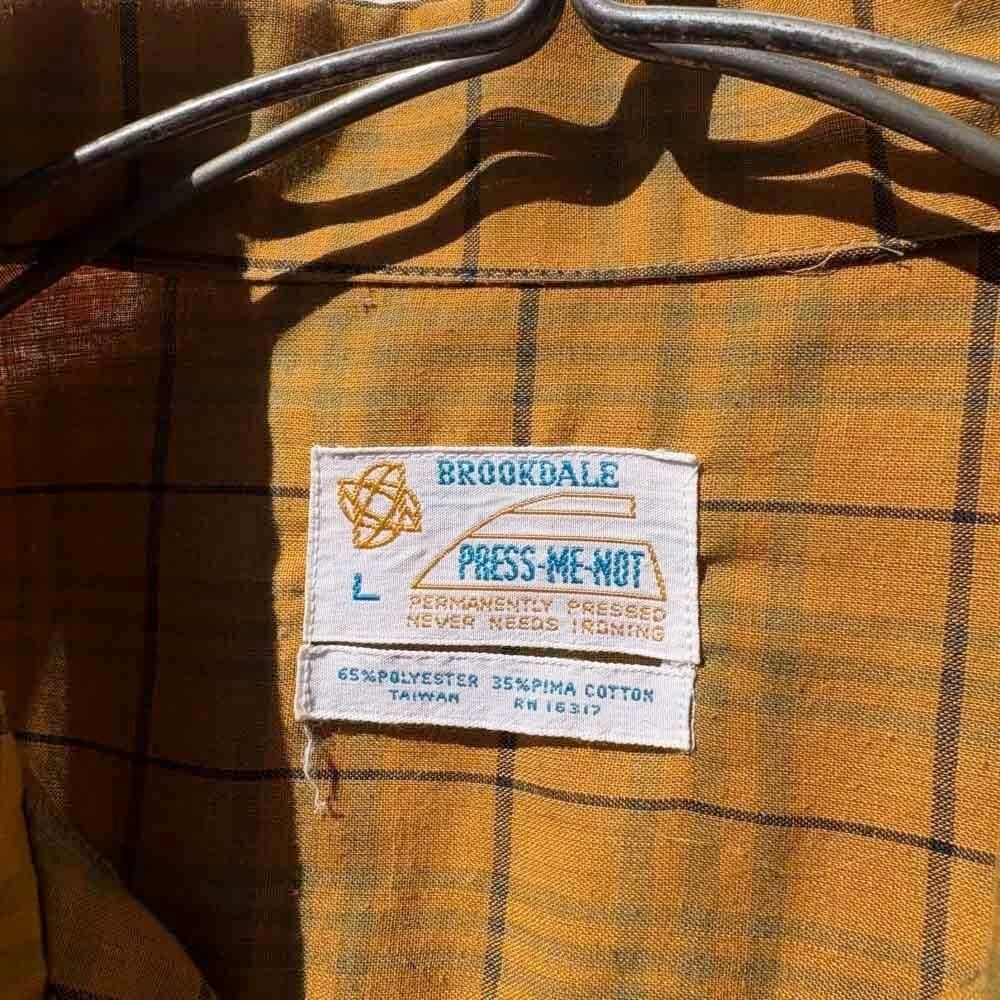 BROOKDALE
PRESS-ME-NOT
L
PERMANENTLY PRESSED
NEVER NEEDS IRONING
65%POLYESTER 35%PIMA COTTON
TAIWAN RN 16317